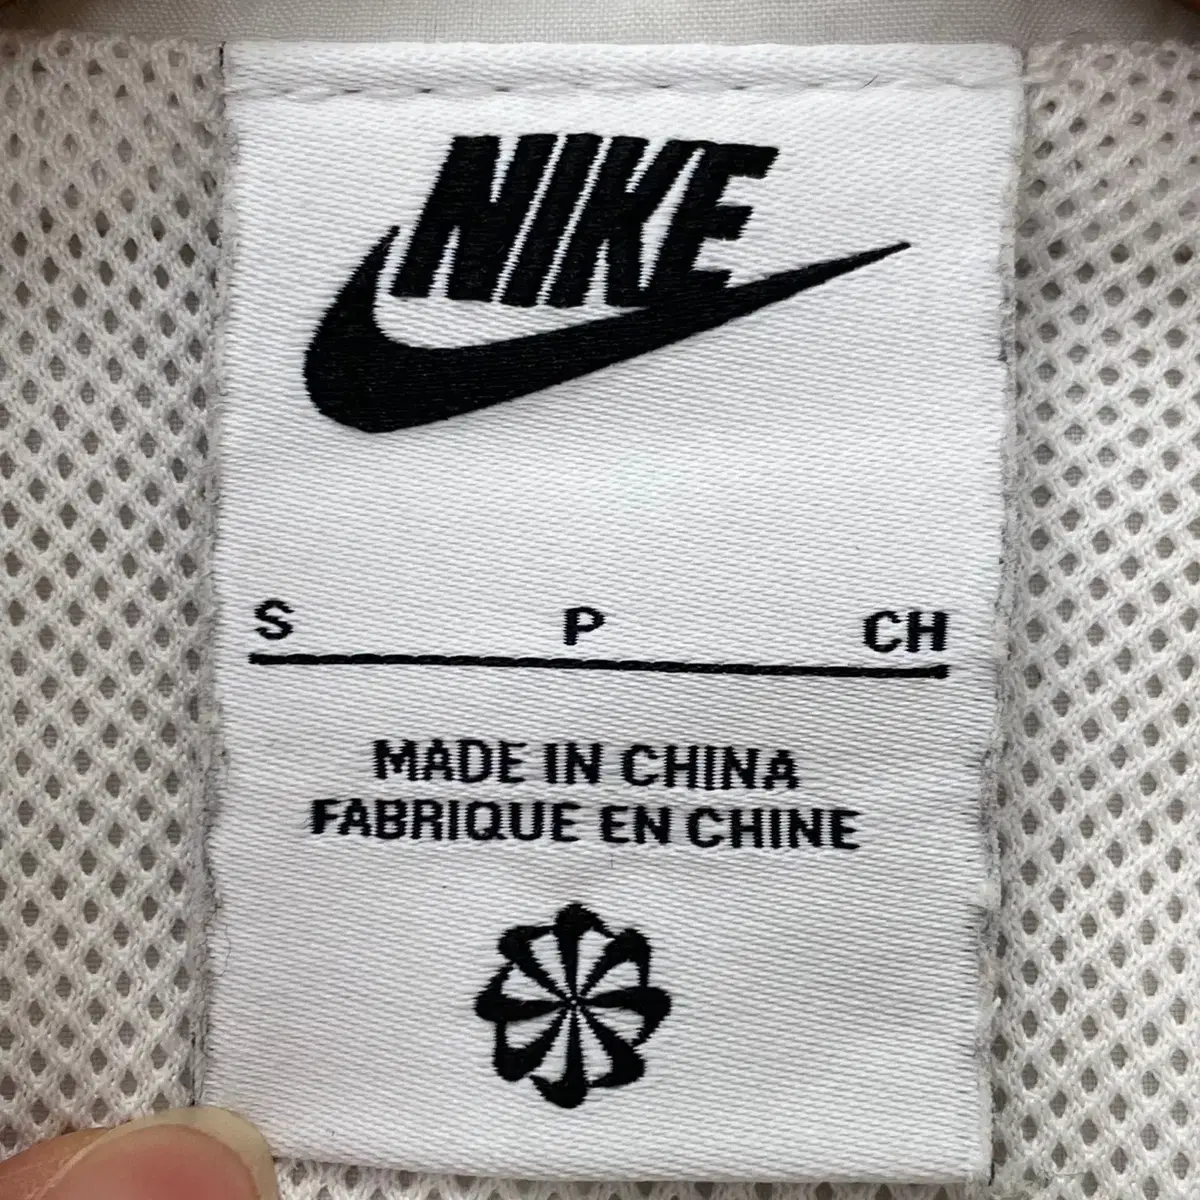 NIKE
S P CH
MADE IN CHINA
FABRIQUE EN CHINE